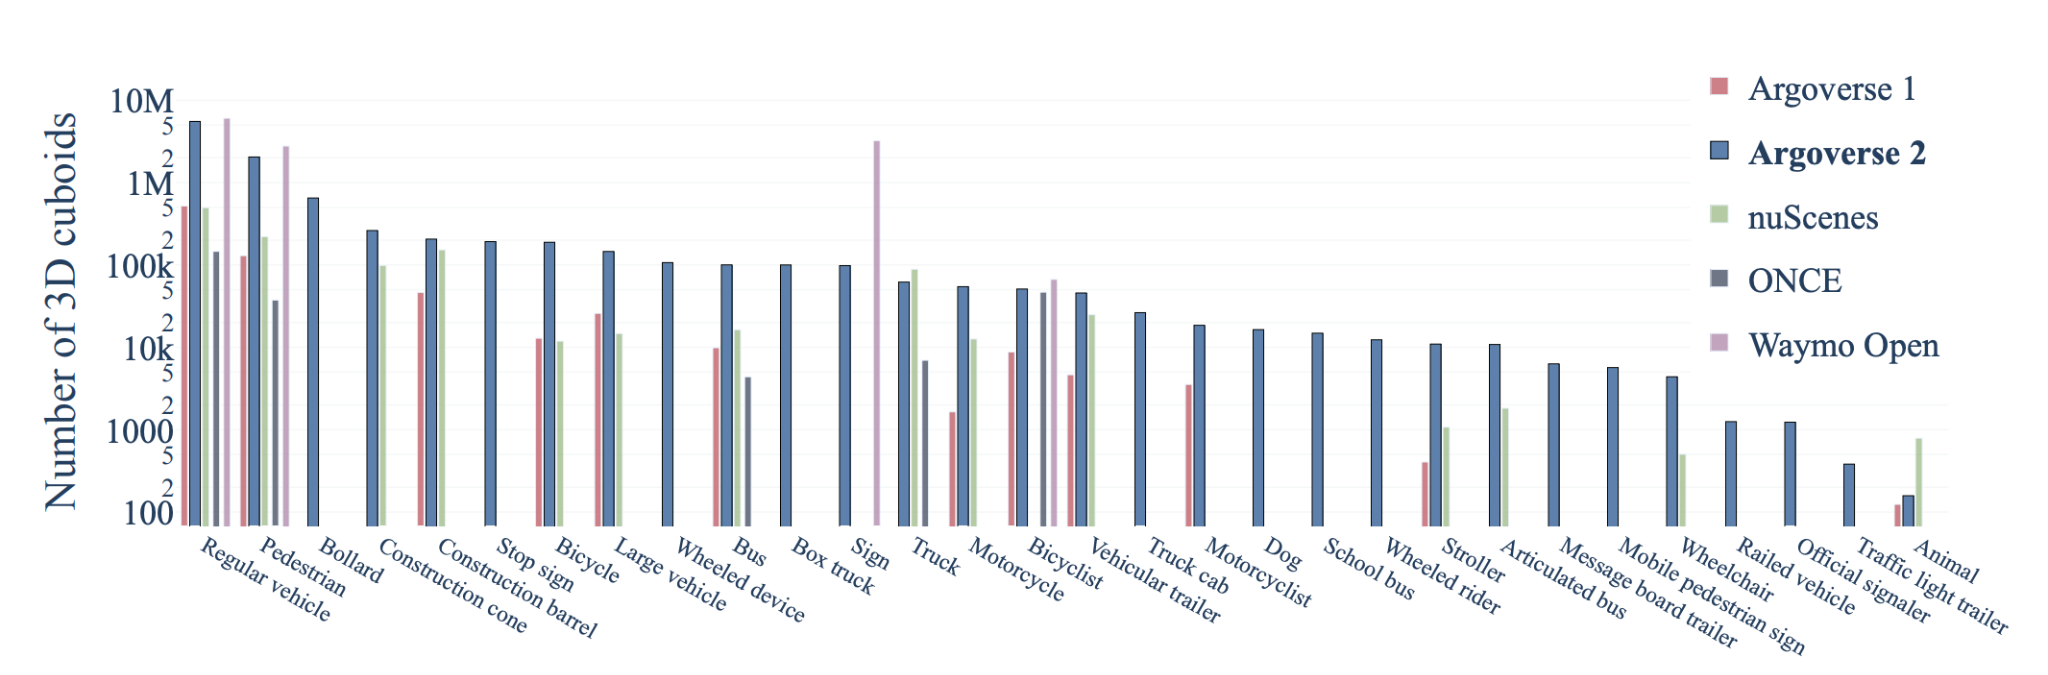 Number of 3D cuboids
10M
5
2
1M
5
2
100k
5
2
10k
5
2
1000
5
2
100
Regular vehicle
Pedestrian
Bollard
Construction cone
Construction barrel
Stop sign
Bicycle
Large vehicle
Wheeled device
Bus
Box truck
Sign
Truck
Motorcycle
Bicyclist
Vehicular trailer
Truck cab
Motorcyclist
Dog
School bus
Wheeled rider
Stroller
Articulated bus
Message board trailer
Mobile pedestrian sign
Wheelchair
Railed vehicle
Official signaler
Traffic light trailer
Animal
Argoverse 1
Argoverse 2
nuScenes
ONCE
Waymo Open